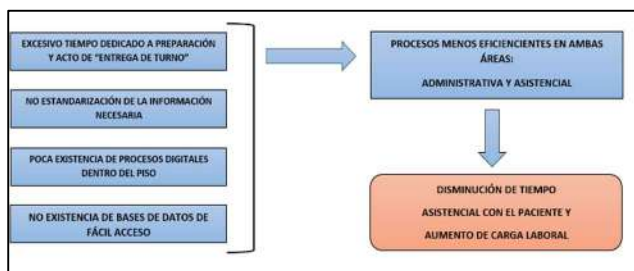 EXCESIVO TIEMPO DEDICADO A PREPARACIÓN
Y ACTO DE "ENTREGA DE TURNO"
NO ESTANDARIZACIÓN DE LA INFORMACIÓN
NECESARIA
POCA EXISTENCIA DE PROCESOS DIGITALES
DENTRO DEL PISO
NO EXISTENCIA DE BASES DE DATOS DE
FÁCIL ACCESO
PROCESOS MENOS EFICIENCIENTES EN AMBAS
ÁREAS:
ADMINISTRATIVA Y ASISTENCIAL
DISMINUCIÓN DE TIEMPO
ASISTENCIAL CON EL PACIENTE Y
AUMENTO DE CARGA LABORAL